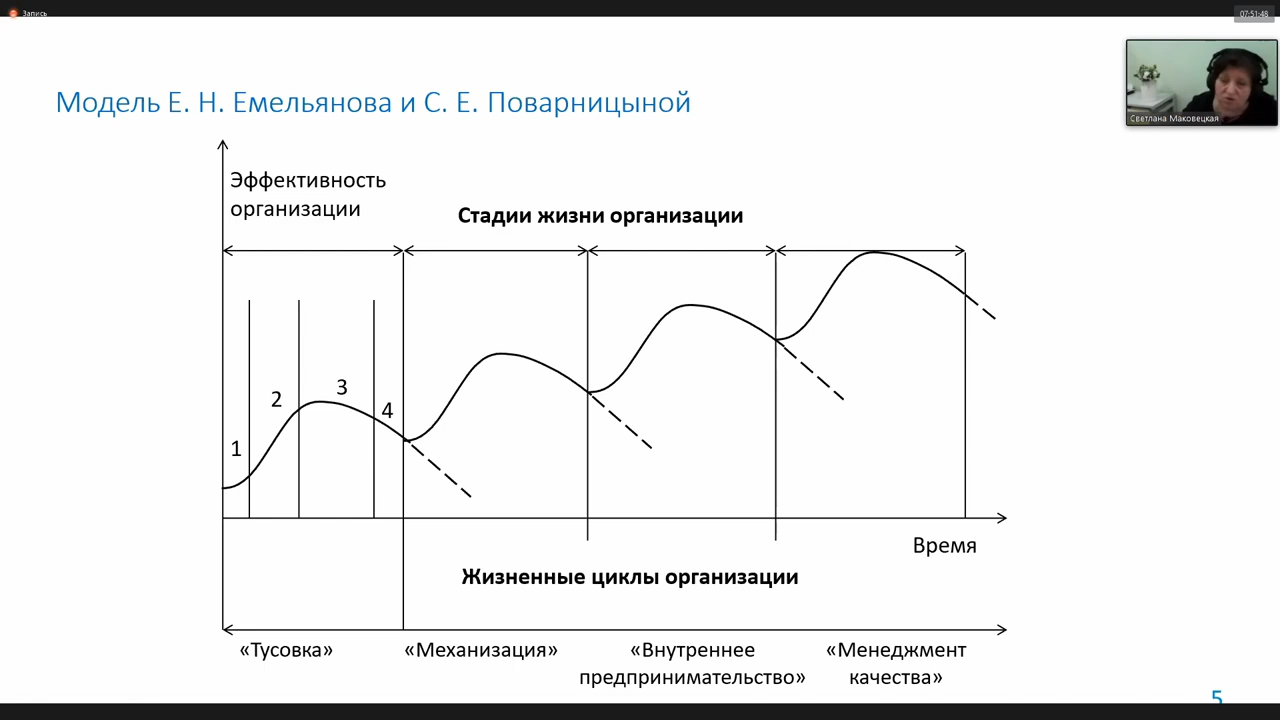 Запись
07:51:48
Светлана Маковецкая
Модель Е. Н. Емельянова и С. Е. Поварницыной
Эффективность
организации
Стадии жизни организации
1
2
3
4
Время
Жизненные циклы организации
«Тусовка»
«Механизация»
«Внутреннее
предпринимательство»
«Менеджмент
качества»
5